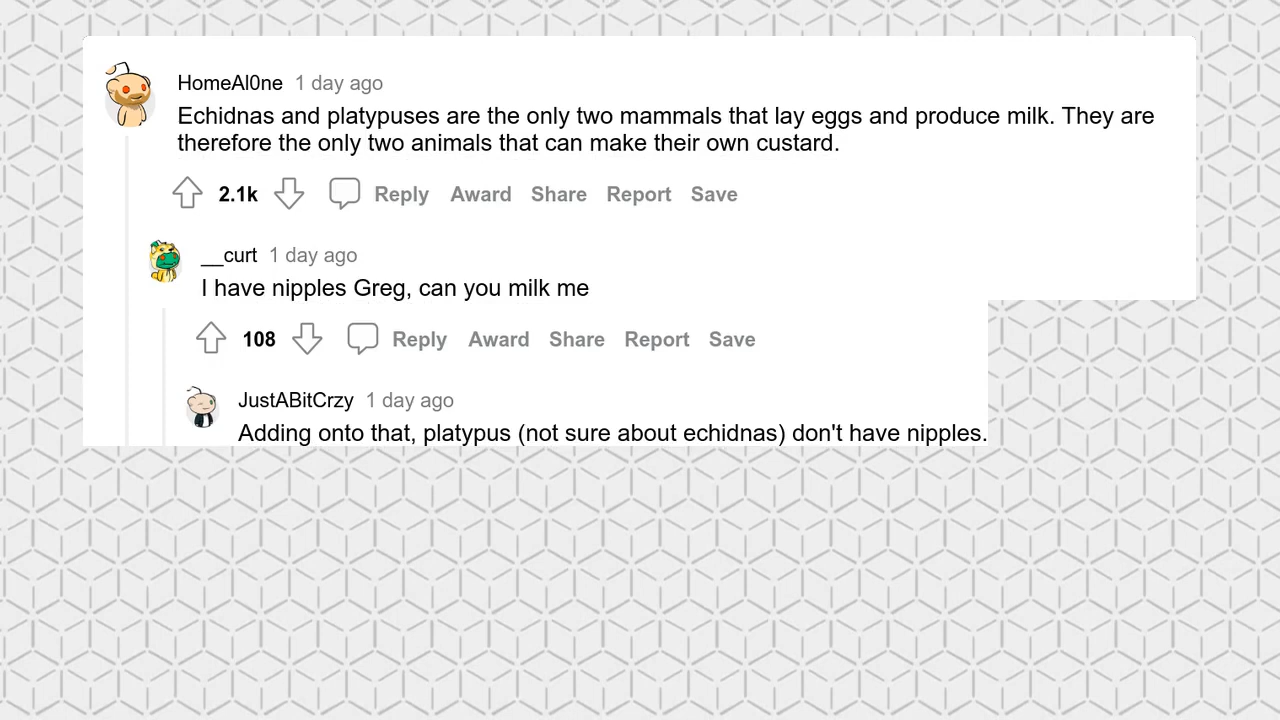 HomeAl0ne 1 day ago
Echidnas and platypuses are the only two mammals that lay eggs and produce milk. They are
therefore the only two animals that can make their own custard.
2.1k Reply Award Share Report Save
__curt 1 day ago
I have nipples Greg, can you milk me
108 Reply Award Share Report Save
JustABitCrzy 1 day ago
Adding onto that, platypus (not sure about echidnas) don't have nipples.